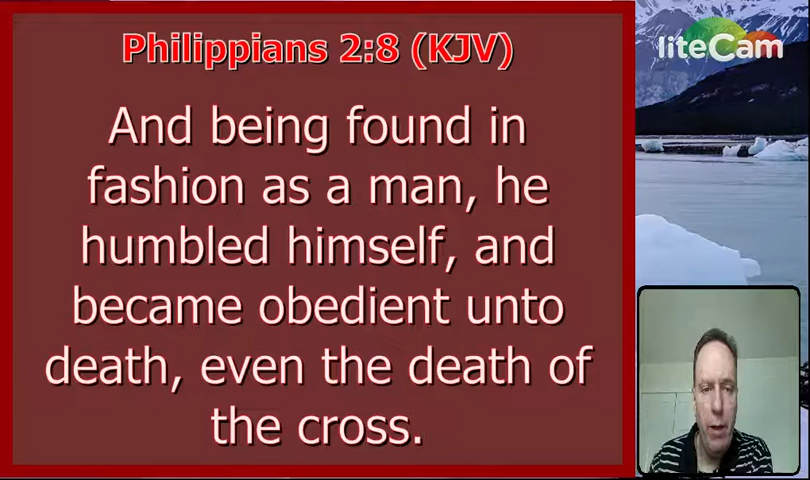 Philippians 2:8 (KJV)
liteCam
And being found in
fashion as a man, he
humbled himself, and
became obedient unto
death, even the death of
the cross.